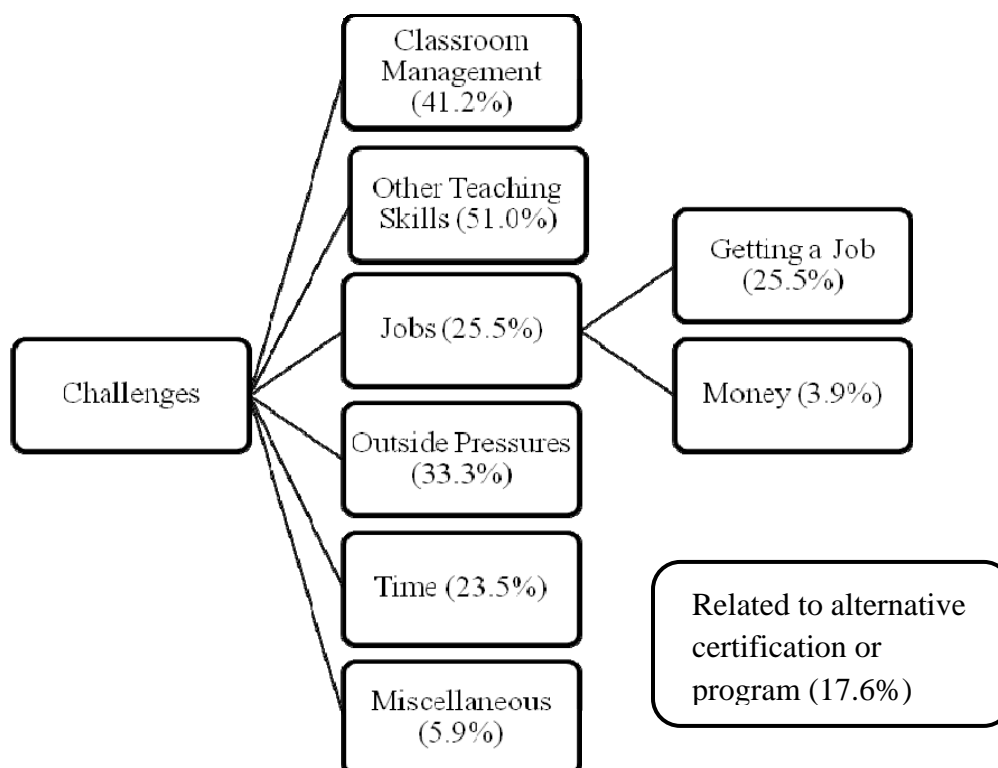 Classroom
Management
(41.2%)
Other Teaching
Skills (51.0%)
Getting a Job
(25.5%)
Jobs (25.5%)
Challenges
Money (3.9%)
Outside Pressures
(33.3%)
Time (23.5%)
Related to alternative
certification or
program (17.6%)
Miscellaneous
(5.9%)